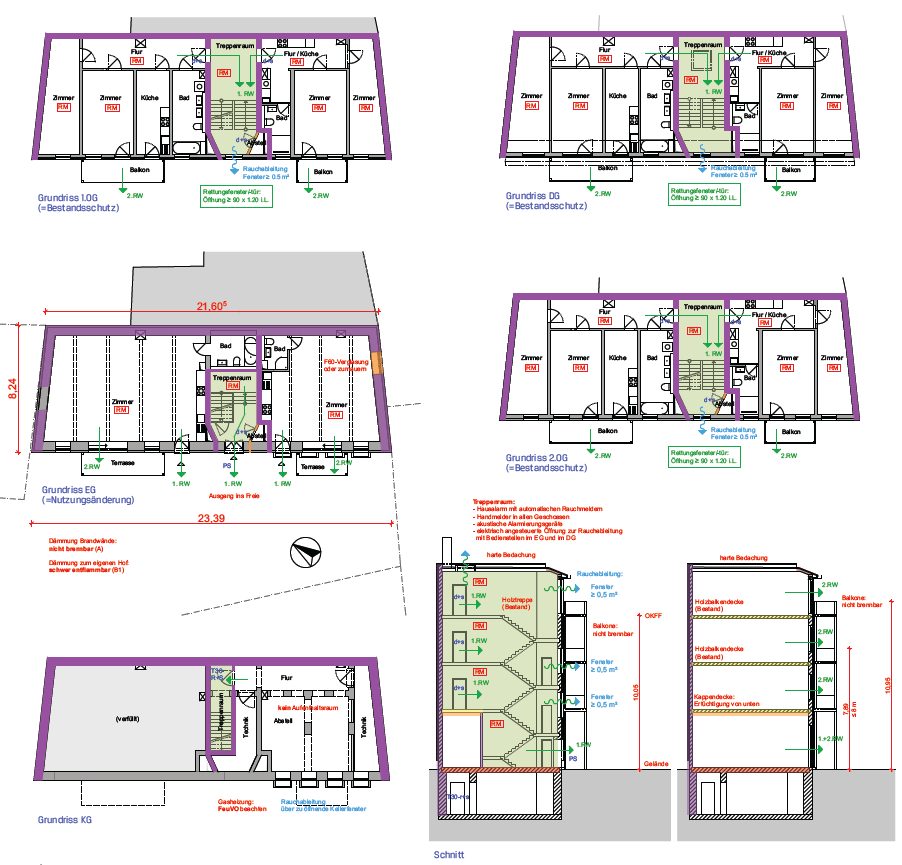 Treppenraum
Flur
RM
Flur / Küche
RM
d+s
d+s
RM
1. RW
Zimmer
RM
Zimmer
RM
Küche
Bad
Bad
Zimmer
RM
Zimmer
RM
d+s
Abstell
Balkon
Balkon
2.RW
2.RW
Rauchableitung
Fenster ≥ 0.5 m²
Rettungsfenster/-tür:
Öffnung ≥ 90 x 1.20 i.L.
Grundriss 1.OG
(=Bestandsschutz)
Treppenraum
Flur
RM
Flur / Küche
RM
d+s
d+s
RM
1. RW
Zimmer
RM
Zimmer
RM
Küche
Bad
Bad
Zimmer
RM
Zimmer
RM
Balkon
Balkon
2.RW
2.RW
Rauchableitung
Fenster ≥ 0.5 m²
Rettungsfenster/-tür:
Öffnung ≥ 90 x 1.20 i.L.
Grundriss DG
(=Bestandsschutz)
21,60⁵
8,24
Bad
Bad
Treppenraum
RM
F60-Verglasung
oder zumauern
Zimmer
RM
Zimmer
RM
d+s
Abstell
Terrasse
Terrasse
2.RW
2.RW
1. RW
PS
1. RW
1. RW
Ausgang ins Freie
Grundriss EG
(=Nutzungsänderung)
23,39
Dämmung Brandwände:
nicht brennbar (A)
Dämmung zum eigenen Hof:
schwer entflammbar (B1)
Treppenraum
Flur
RM
Flur / Küche
RM
d+s
d+s
RM
1. RW
Zimmer
RM
Zimmer
RM
Küche
Bad
Bad
Zimmer
RM
Zimmer
RM
d+s
Abstell
Balkon
Balkon
2.RW
2.RW
Rauchableitung
Fenster ≥ 0.5 m²
Rettungsfenster/-tür:
Öffnung ≥ 90 x 1.20 i.L.
Grundriss 2.OG
(=Bestandsschutz)
T30
R+S
Flur
kein Aufenthaltsraum
Abstell
(verfüllt)
Treppenraum
Technik
Technik
Gasheizung:
FeuVO beachten
Rauchableitung
über zu öffnende Kellerfenster
Grundriss KG
Treppenraum:
- Hausalarm mit automatischen Rauchmeldern
- Handmelder in allen Geschossen
- akustische Alarmierungsgeräte
- elektrisch angesteuerte Öffnung zur Rauchableitung
mit Bedienstellen im EG und im DG
harte Bedachung
Rauchableitung:
RM
d+s
1.RW
Holztreppe
(Bestand)
Fenster
≥ 0,5 m²
OKFF
RM
d+s
1.RW
Balkone:
nicht brennbar
RM
d+s
1.RW
Fenster
≥ 0,5 m²
Fenster
≥ 0,5 m²
10,05
RM
1.RW
PS
Gelände
T30-rs
Schnitt
harte Bedachung
2.RW
Balkone:
nicht brennbar
Holzbalkendecke
(Bestand)
2.RW
Holzbalkendecke
(Bestand)
2.RW
Kappendecke:
Ertüchtigung von unten
1.+2.RW
7,89
≤ 8 m
10,95